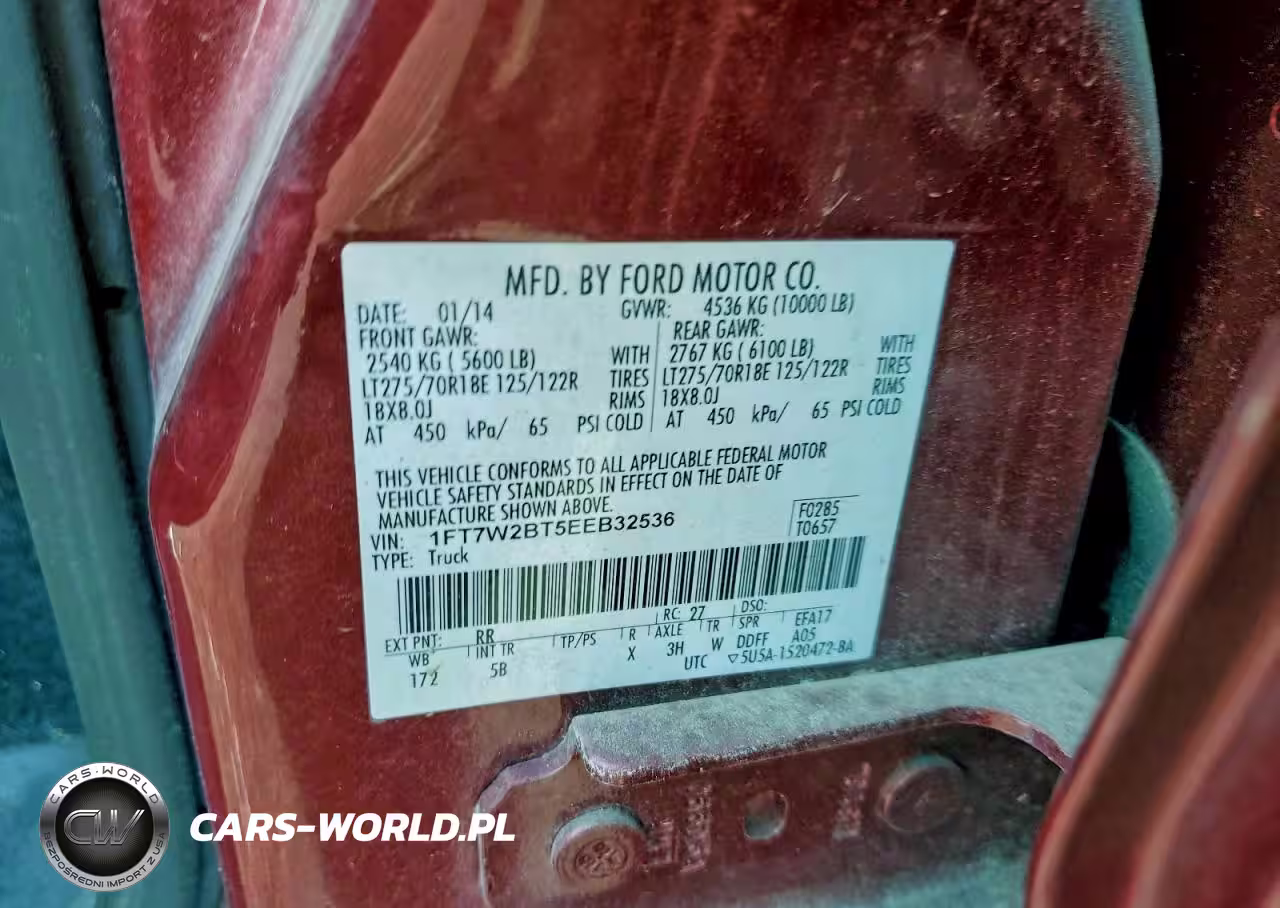 MFD. BY FORD MOTOR CO.
DATE: 01/14 GVWR: 4536 KG (10000 LB)
FRONT GAWR: REAR GAWR:
2540 KG ( 5600 LB) WITH 2767 KG ( 6100 LB) WITH
LT275/70R18E 125/122R TIRES LT275/70R18E 125/122R TIRES
18X8.0J RIMS 18X8.0J RIMS
AT 450 kPa/ 65 PSI COLD AT 450 kPa/ 65 PSI COLD
THIS VEHICLE CONFORMS TO ALL APPLICABLE FEDERAL MOTOR
VEHICLE SAFETY STANDARDS IN EFFECT ON THE DATE OF
MANUFACTURE SHOWN ABOVE.
VIN: 1FT7W2BT5EEB32536 F0285
TYPE: Truck T0657
EXT PNT: RR RC: 27 DSO:
WB INT TR TP/PS R AXLE TR SPR EFA17
172 5B X 3H W DDFF A05
UTC ▽5U5A-1520472-BA
CARS-WORLD
CW
BEZPOŚREDNI IMPORT Z USA
CARS-WORLD.PL